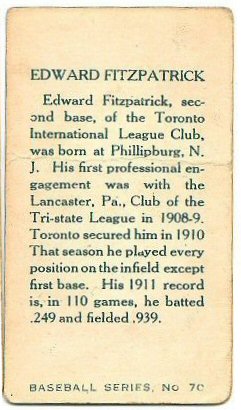 EDWARD FITZPATRICK
Edward Fitzpatrick, sec-
ond base, of the Toronto
International League Club,
was born at Phillipburg, N.
J. His first professional en-
gagement was with the
Lancaster, Pa., Club of the
Tri-state League in 1908-9.
Toronto secured him in 1910
That season he played every
position on the infield except
first base. His 1911 record
is, in 110 games, he batted
.249 and fielded .939.
BASEBALL SERIES, No 70